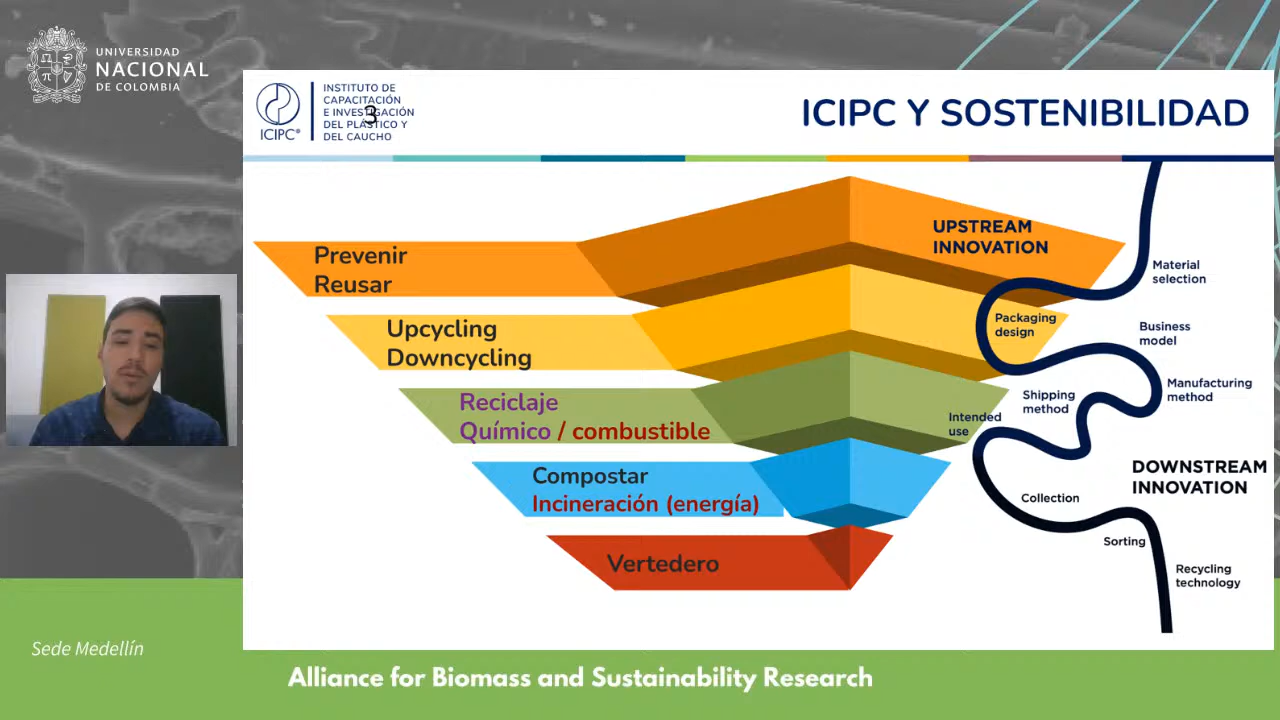 UNIVERSIDAD
NACIONAL
DE COLOMBIA
ICIPC®
INSTITUTO DE
CAPACITACIÓN
E INVESTIGACIÓN
DEL PLÁSTICO Y
DEL CAUCHO
3
ICIPC Y SOSTENIBILIDAD
Prevenir
Reusar
Upcycling
Downcycling
Reciclaje
Químico / combustible
Compostar
Incineración (energía)
Vertedero
UPSTREAM
INNOVATION
Material
selection
Packaging
design
Business
model
Manufacturing
method
Shipping
method
Intended
use
DOWNSTREAM
INNOVATION
Collection
Sorting
Recycling
technology
Sede Medellín
Alliance for Biomass and Sustainability Research